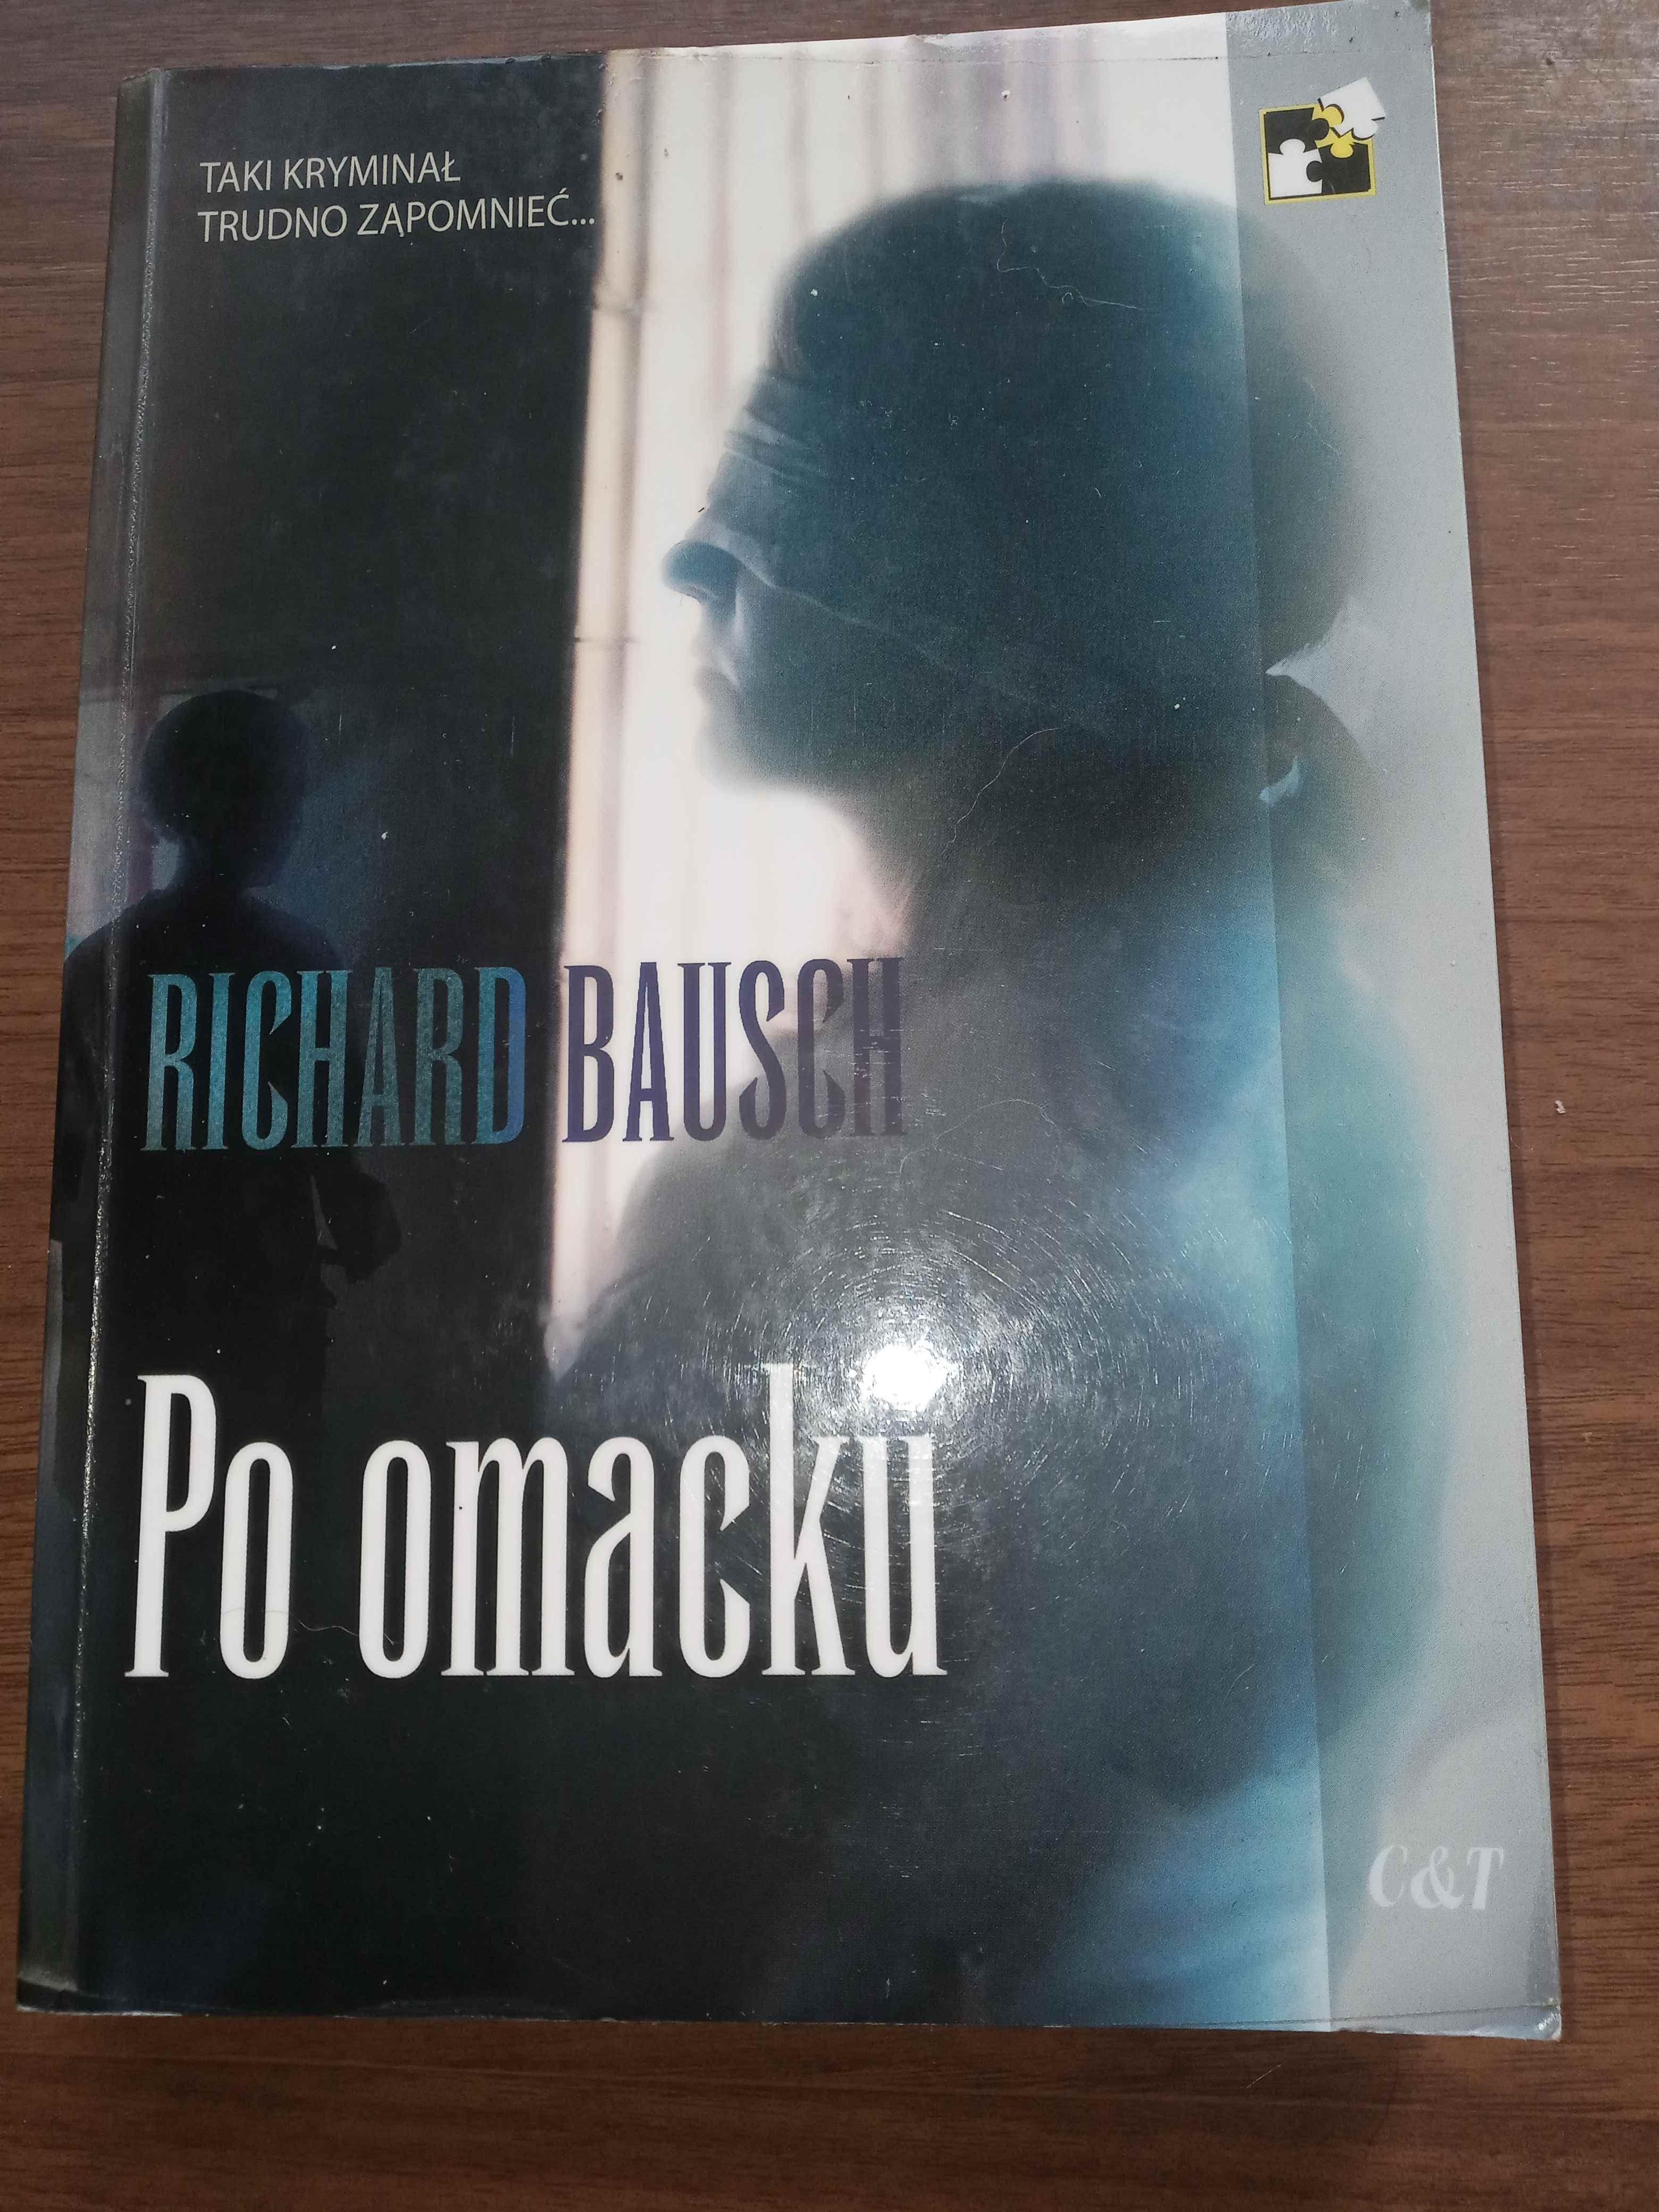 TAKI KRYMINAŁ
TRUDNO ZAPOMNIEĆ...
RICHARD BAUSCH
Po omacku
C&T